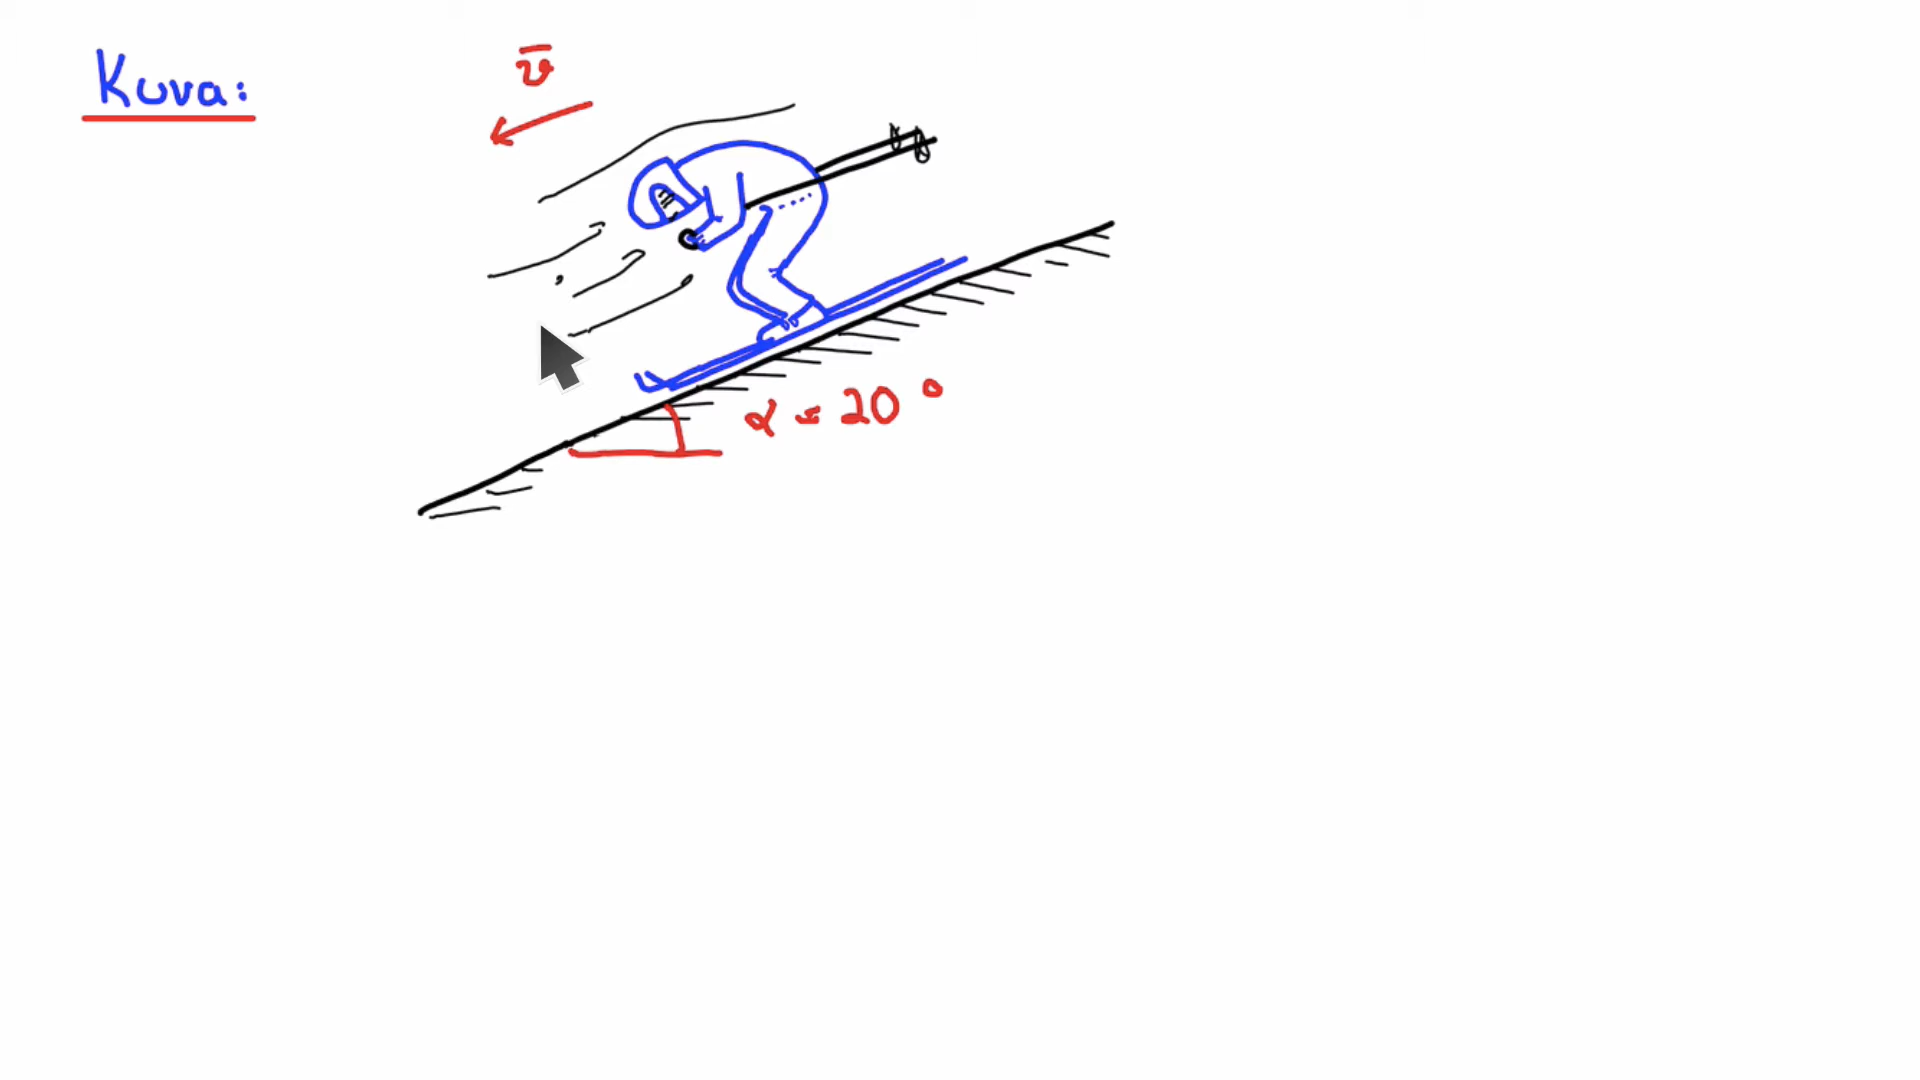 Kuva:
v̅
α = 20°